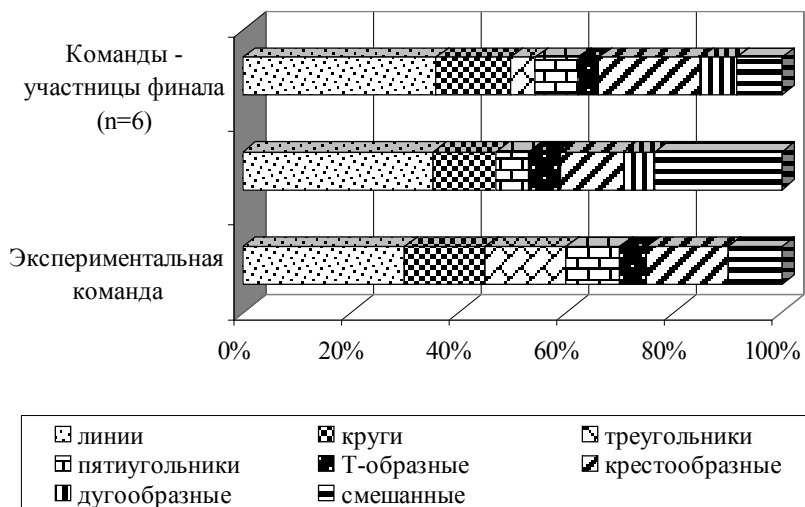 Команды -
участницы финала
(n=6)
Экспериментальная
команда
0% 20% 40% 60% 80% 100%
линии круги треугольники
пятиугольники Т-образные крестообразные
дугообразные смешанные